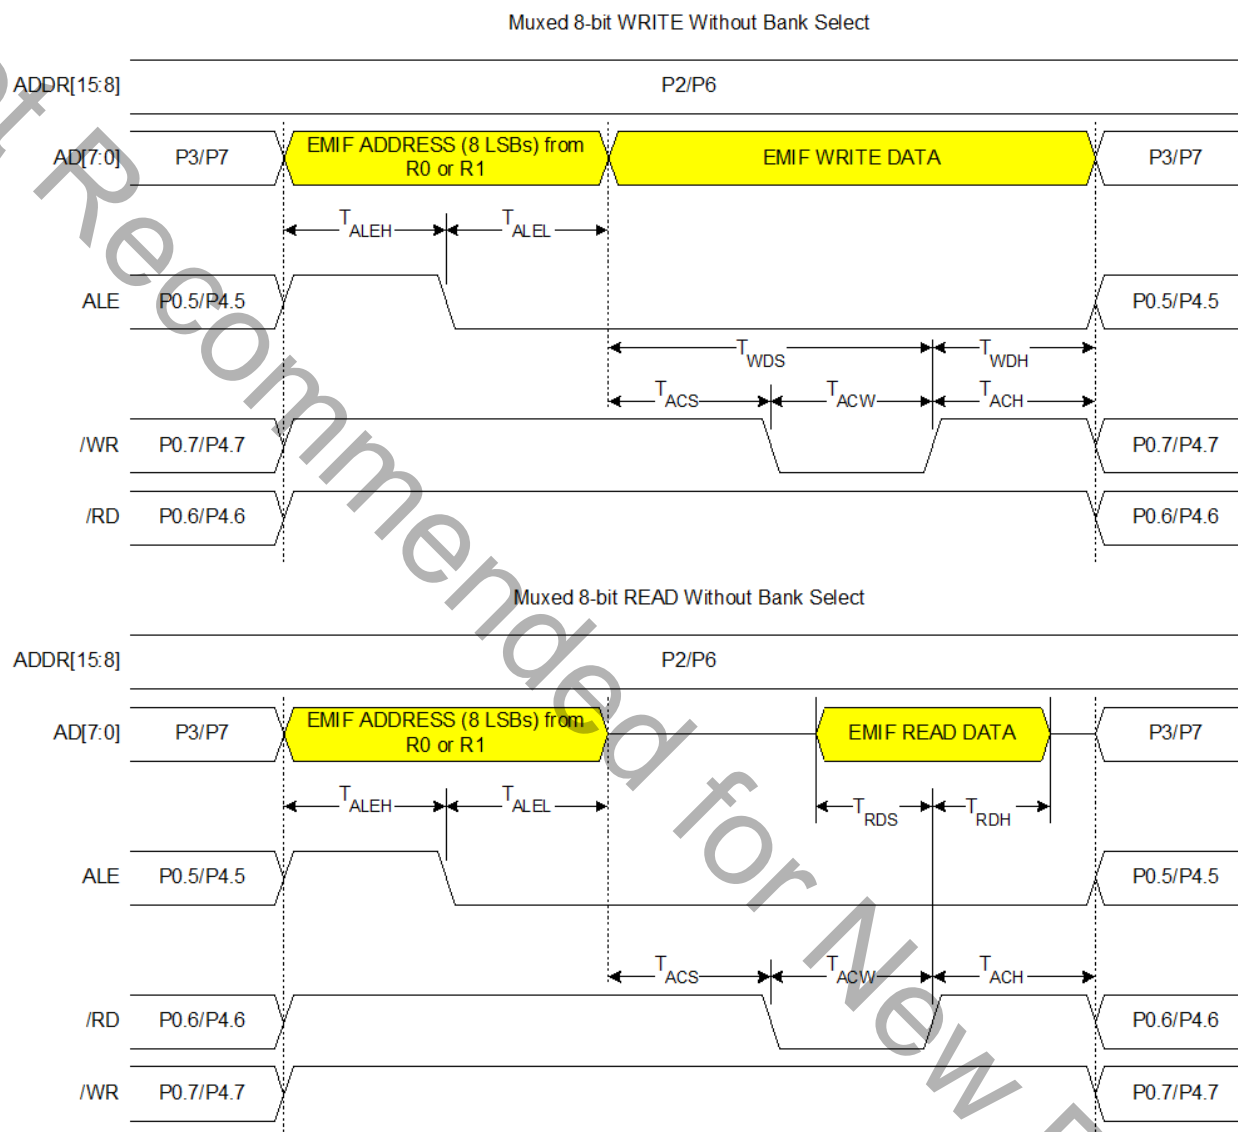 Muxed 8-bit WRITE Without Bank Select
ADDR[15:8] P2/P6
AD[7:0] P3/P7 EMIF ADDRESS (8 LSBs) from R0 or R1 EMIF WRITE DATA P3/P7
TALEH TALEL
ALE P0.5/P4.5 P0.5/P4.5
TWDS TWDH
TACS TACW TACH
/WR P0.7/P4.7 P0.7/P4.7
/RD P0.6/P4.6 P0.6/P4.6
Muxed 8-bit READ Without Bank Select
ADDR[15:8] P2/P6
AD[7:0] P3/P7 EMIF ADDRESS (8 LSBs) from R0 or R1 EMIF READ DATA P3/P7
TALEH TALEL TRDS TRDH
ALE P0.5/P4.5 P0.5/P4.5
TACS TACW TACH
/RD P0.6/P4.6 P0.6/P4.6
/WR P0.7/P4.7 P0.7/P4.7
Recommended for New